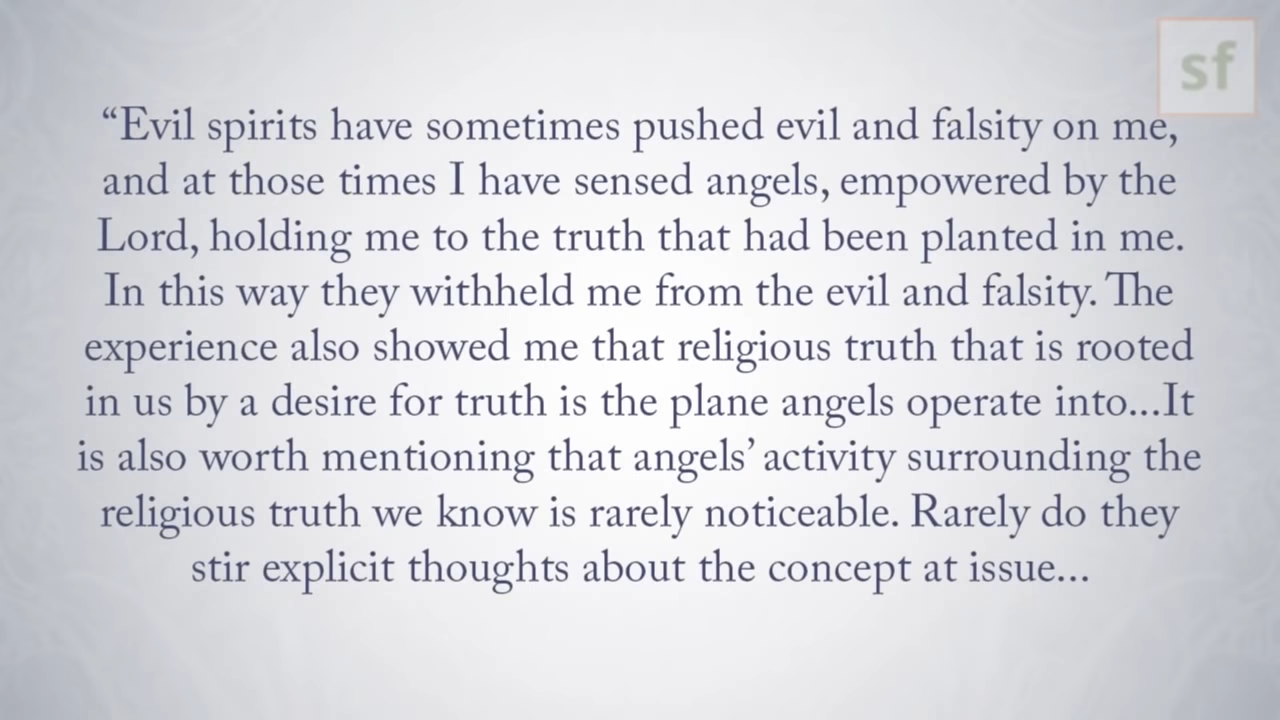 sf
“Evil spirits have sometimes pushed evil and falsity on me,
and at those times I have sensed angels, empowered by the
Lord, holding me to the truth that had been planted in me.
In this way they withheld me from the evil and falsity. The
experience also showed me that religious truth that is rooted
in us by a desire for truth is the plane angels operate into...It
is also worth mentioning that angels’ activity surrounding the
religious truth we know is rarely noticeable. Rarely do they
stir explicit thoughts about the concept at issue...